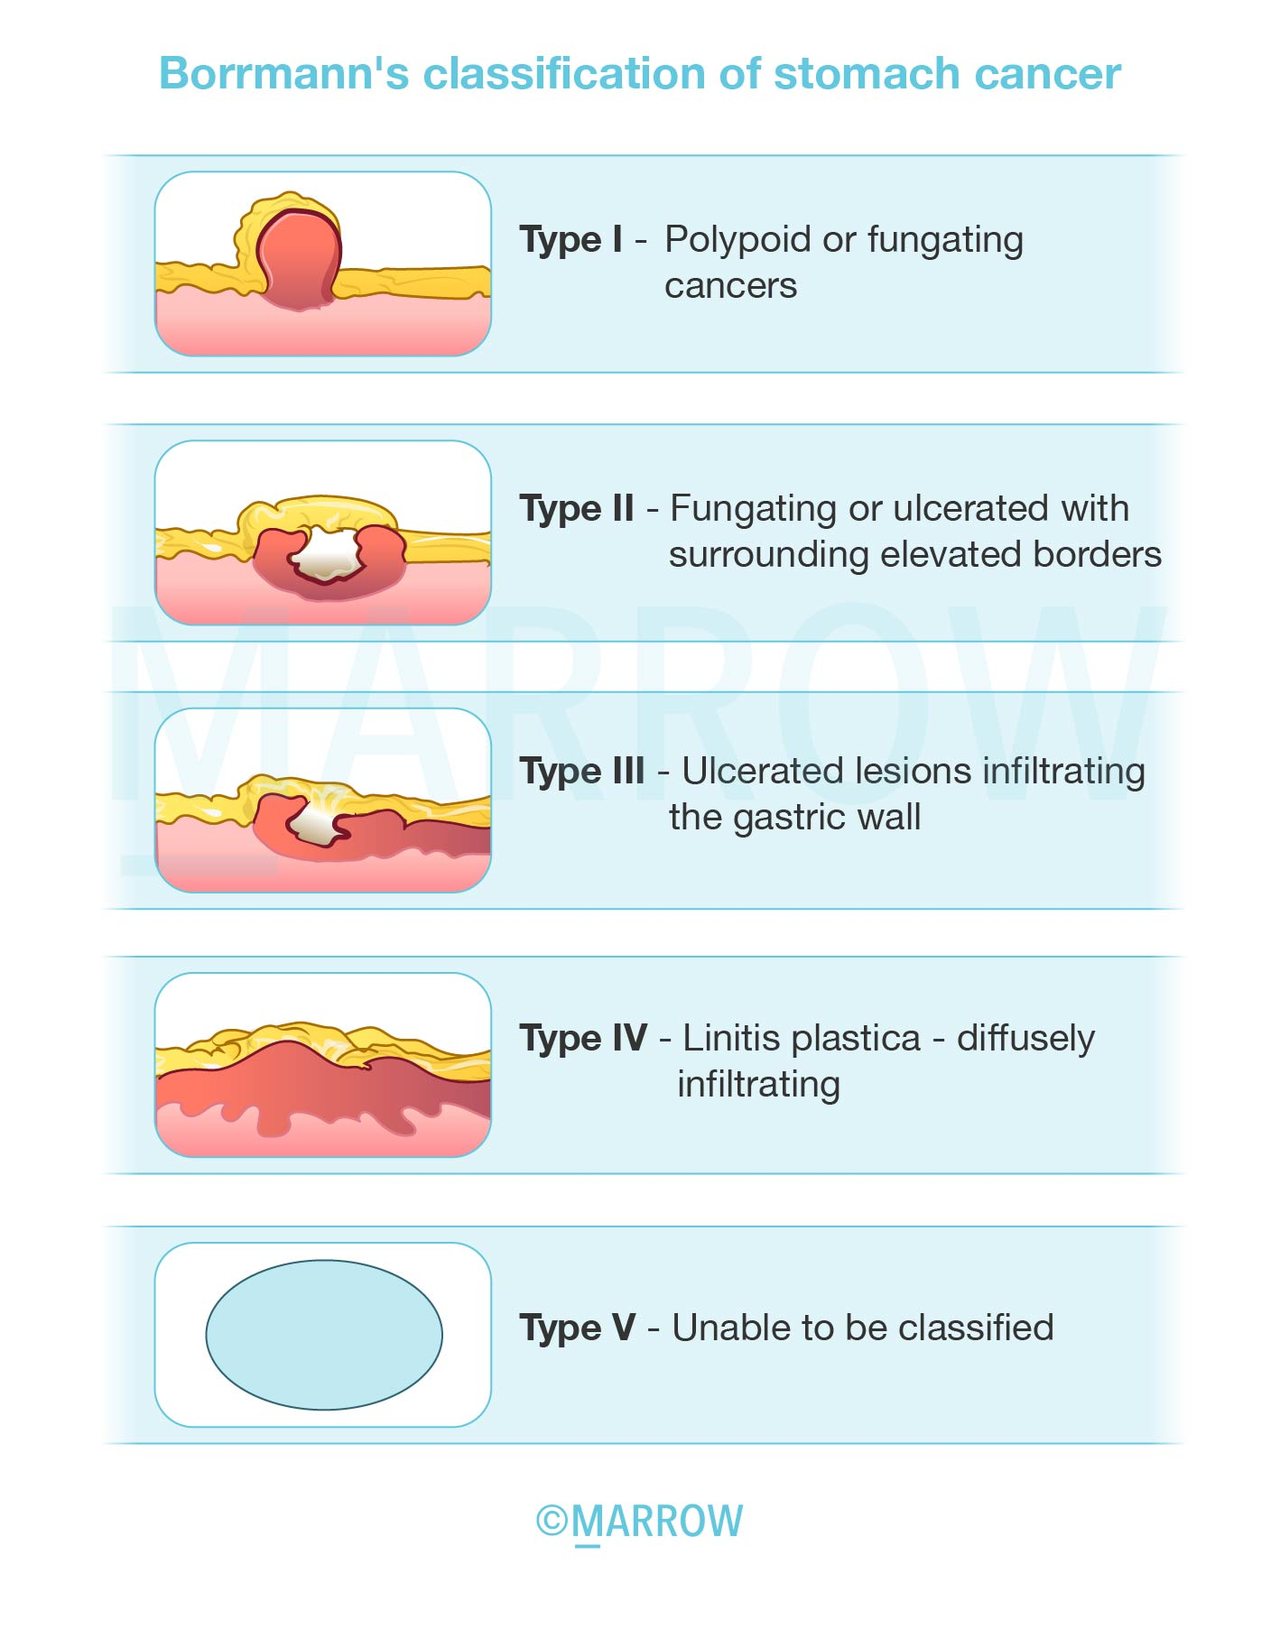 Borrmann's classification of stomach cancer
Type I - Polypoid or fungating
cancers
Type II - Fungating or ulcerated with
surrounding elevated borders
MARROW
Type III - Ulcerated lesions infiltrating
the gastric wall
Type IV - Linitis plastica - diffusely
infiltrating
Type V - Unable to be classified
©MARROW